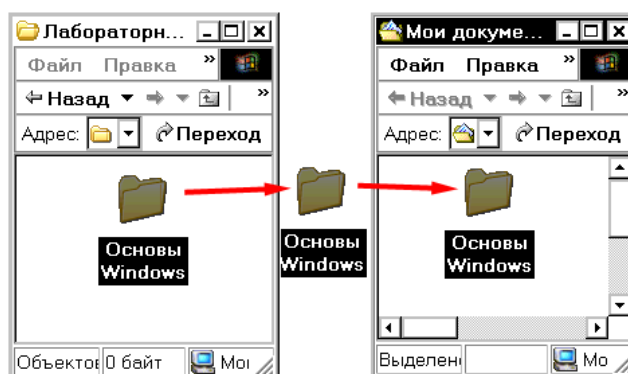 Лабораторн...
Файл Правка »
Назад »
Адрес: Переход
Основы
Windows
Объектов 0 байт Мо
Основы
Windows
Мои докуме...
Файл Правка »
Назад »
Адрес: Переход
Основы
Windows
Выделен Мо